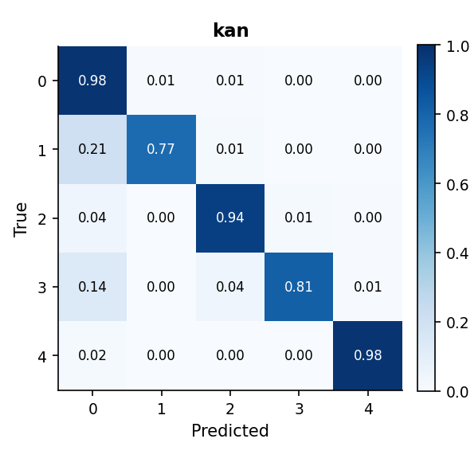 kan
1.0
0 0.98 0.01 0.01 0.00 0.00
0.8
1 0.21 0.77 0.01 0.00 0.00
0.6
True 2 0.04 0.00 0.94 0.01 0.00
0.4
3 0.14 0.00 0.04 0.81 0.01
0.2
4 0.02 0.00 0.00 0.00 0.98
0.0
0 1 2 3 4
Predicted